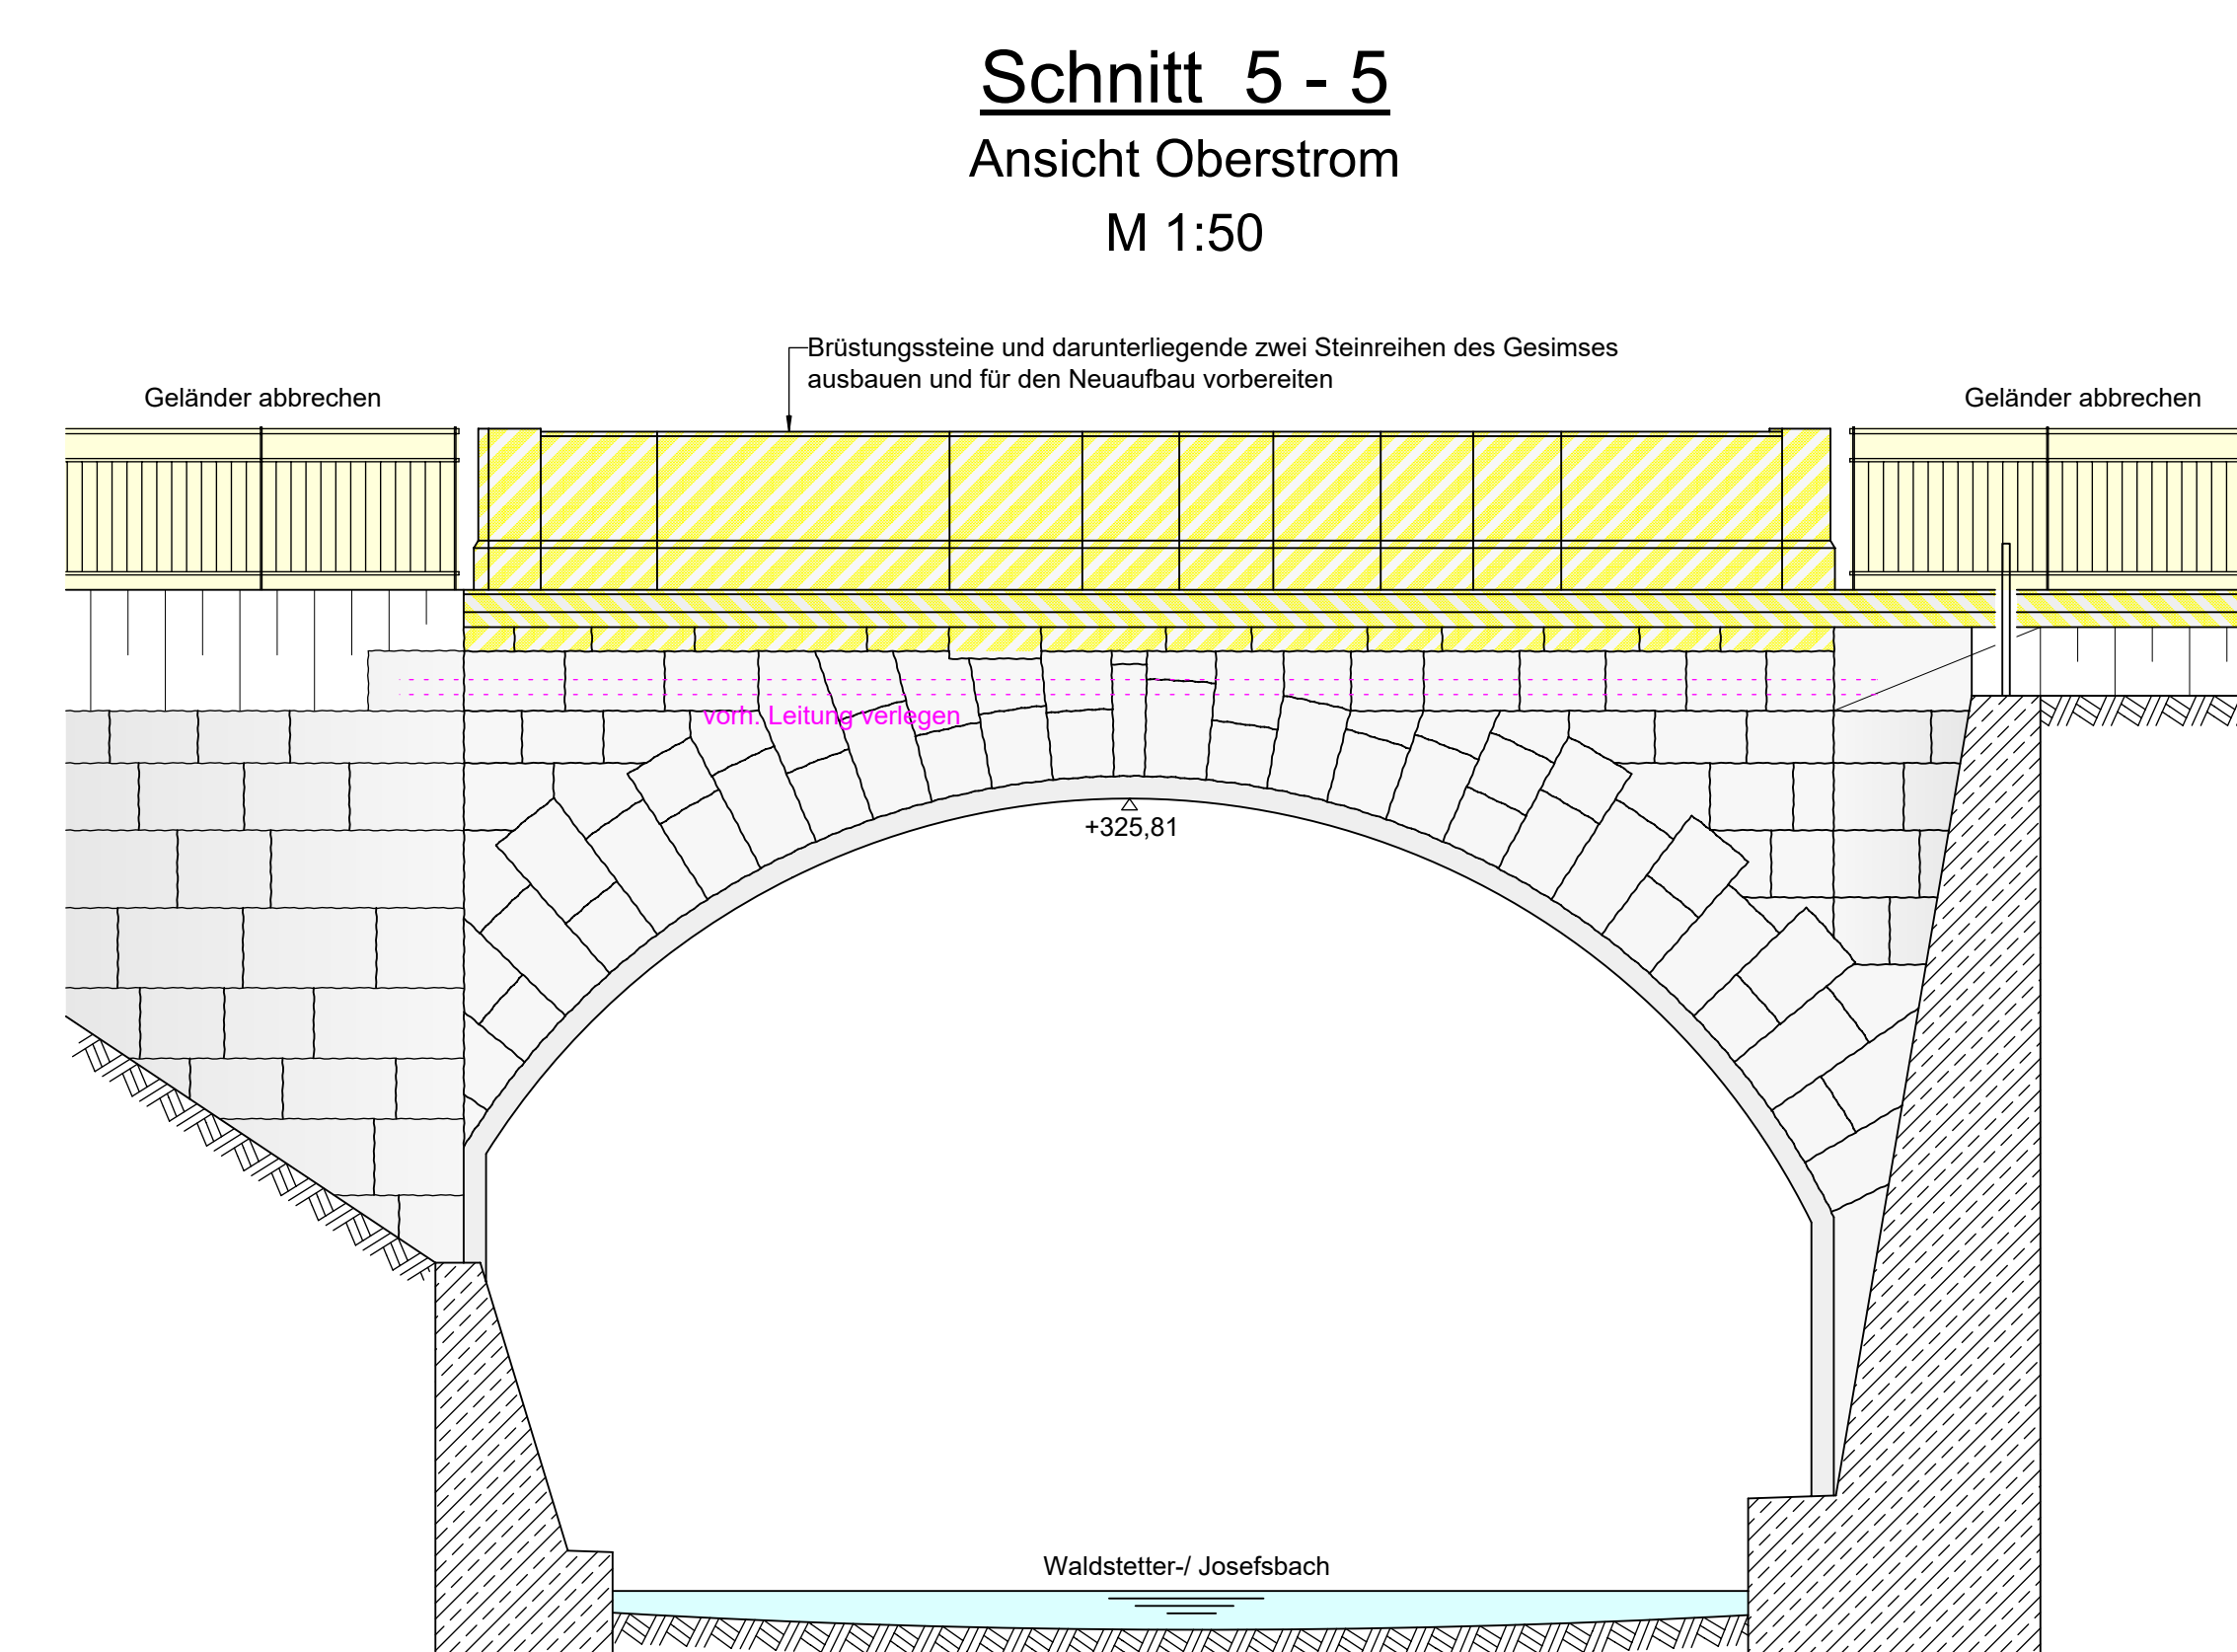 Schnitt 5 - 5
Ansicht Oberstrom
M 1:50
Brüstungssteine und darunterliegende zwei Steinreihen des Gesimses
ausbauen und für den Neuaufbau vorbereiten
Geländer abbrechen
Geländer abbrechen
vorh. Leitung verlegen
+325,81
Waldstetter-/ Josefsbach